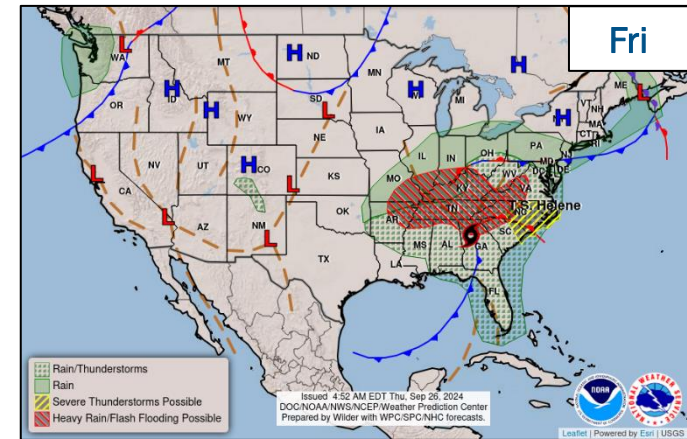 Fri
L
WA
MT
H
ND
MN
H
OR
H
ID
H
WY
SD
L
H
MI
L
ME
VT
NH
H
MA
CT
RI
NE
IA
IL
IN
OH
PA
NJ
MD
DE
DC
WV
VA
NV
UT
H
CO
L
KS
MO
KY
L
CA
L
AZ
NM
L
OK
AR
TN
NC
T.S. Helene
SC
TX
LA
MS
AL
GA
FL
Rain/Thunderstorms
Rain
Severe Thunderstorms Possible
Heavy Rain/Flash Flooding Possible
Issued 4:52 AM EDT Thu, Sep 26, 2024
DOC/NOAA/NWS/NCEP/Weather Prediction Center
Prepared by Wilder with WPC/SPC/NHC forecasts.
NOAA
NATIONAL WEATHER SERVICE
Leaflet | Powered by Esri | USGS